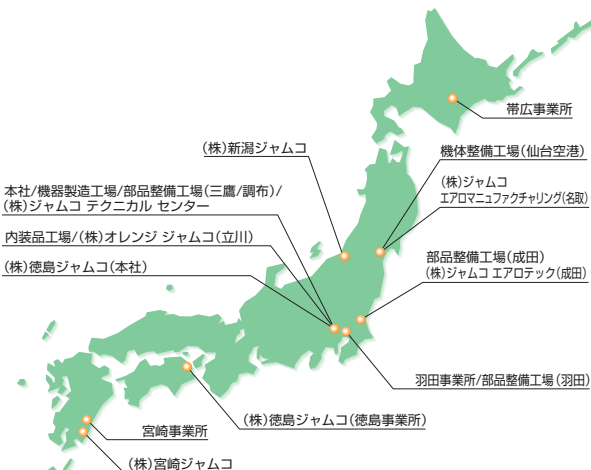 帯広事業所
(株)新潟ジャムコ
機体整備工場(仙台空港)
(株)ジャムコ
エアロマニュファクチャリング(名取)
本社/機器製造工場/部品整備工場(三鷹/調布)/
(株)ジャムコ テクニカル センター
内装品工場/(株)オレンジ ジャムコ(立川)
(株)徳島ジャムコ(本社)
部品整備工場(成田)
(株)ジャムコ エアロテック(成田)
羽田事業所/部品整備工場(羽田)
(株)徳島ジャムコ(徳島事業所)
宮崎事業所
(株)宮崎ジャムコ